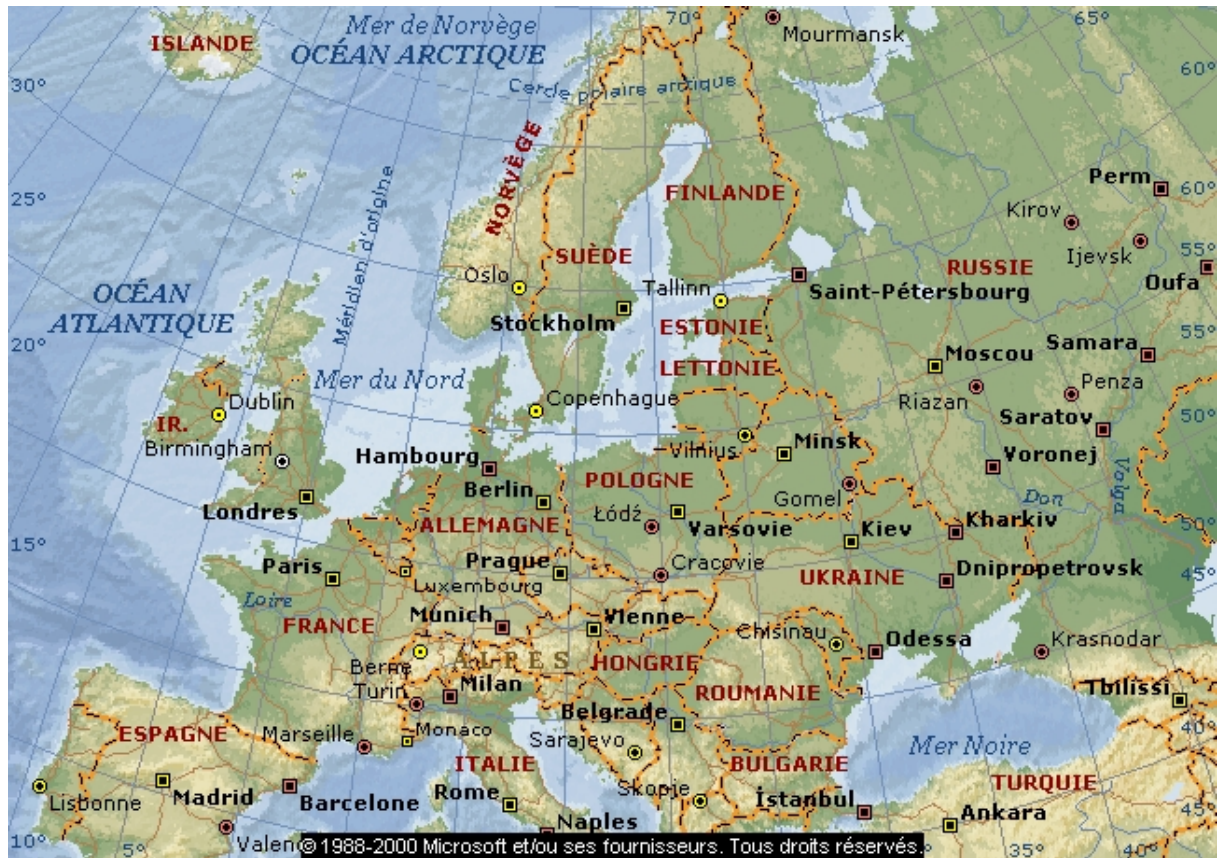 70°
65°
Mer de Norvège
Mourmansk
ISLANDE
OCÉAN ARCTIQUE
60°
30°
Cercle polaire arctique
NORVÈGE
Perm
60°
FINLANDE
25°
Kirov
Méridien d'origine
Ijevsk
55°
SUÈDE
RUSSIE
Oslo
Tallinn
Oufa
OCÉAN
ATLANTIQUE
Saint-Pétersbourg
Stockholm
ESTONIE
55°
20°
Samara
Moscou
LETTONIE
Mer du Nord
Penza
Dublin
Copenhague
Riazan
50°
IR.
Saratov
Birmingham
Vilnius
Minsk
Hambourg
Voronej
POLOGNE
Volga
Berlin
Gomel
Don
Londres
Łódź
Varsovie
Kiev
Kharkiv
50°
ALLEMAGNE
15°
Paris
Prague
Cracovie
Dnipropetrovsk
45°
Luxembourg
UKRAINE
Loire
FRANCE
Munich
Vienne
Chisinau
Odessa
Krasnodar
Berne
ALPES
HONGRIE
Turin
Milan
ROUMANIE
Tbilissi
Belgrade
40°
ESPAGNE
Marseille
Monaco
Sarajevo
Mer Noire
ITALIE
BULGARIE
TURQUIE
Lisbonne
Madrid
Barcelone
Rome
Skopje
İstanbul
Ankara
45°
Naples
10°
5°
Valen
© 1988-2000 Microsoft et/ou ses fournisseurs. Tous droits réservés.
35°
40°